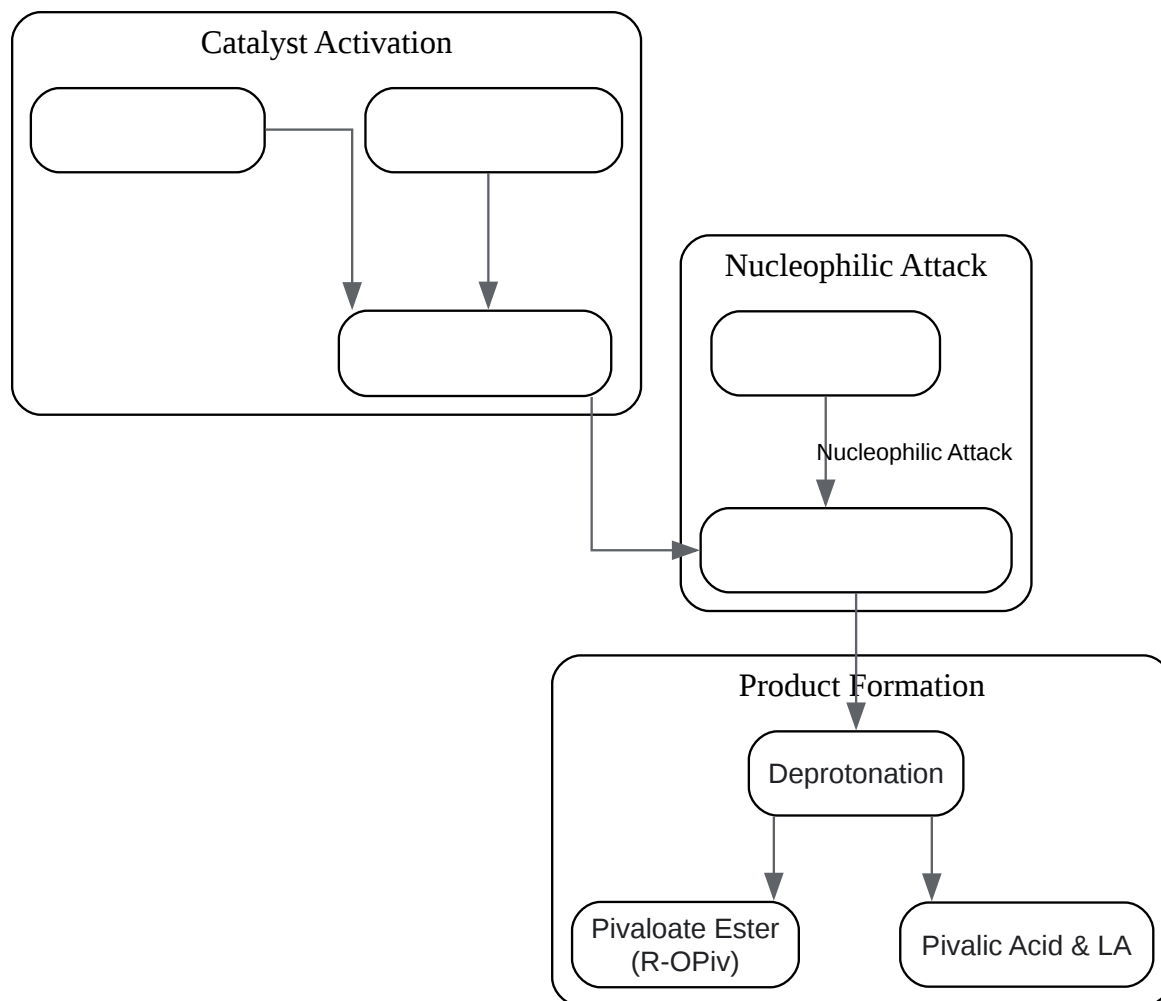 Catalyst Activation
Nucleophilic Attack
Nucleophilic Attack
Product Formation
Deprotonation
Pivaloate Ester
(R-OPiv)
Pivalic Acid & LA